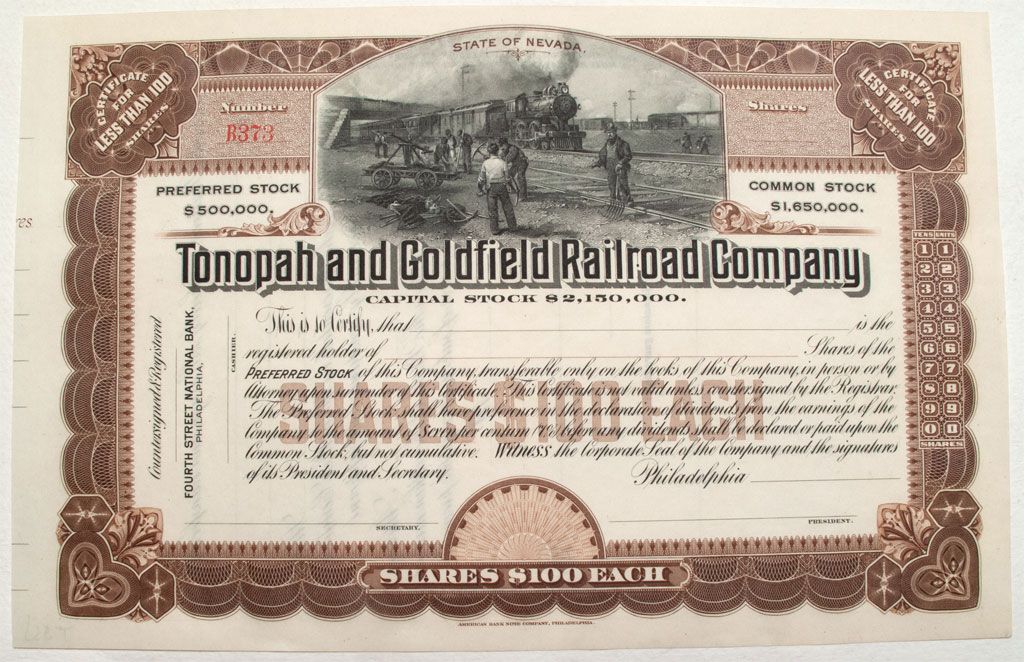 STATE OF NEVADA.
CERTIFICATE
FOR
LESS THAN 100
SHARES
Number
B373
Shares
CERTIFICATE
FOR
LESS THAN 100
SHARES
PREFERRED STOCK
$500,000.
COMMON STOCK
$1,650,000.
es
Tonopah and Goldfield Railroad Company
CAPITAL STOCK $2,150,000.
This is to Certify, that is the
registered holder of Shares of the
PREFERRED STOCK of this Company, transferable only on the books of this Company, in person or by
Attorney upon surrender of this Certificate. This Certificate is not valid unless countersigned by the Registrar.
The Preferred Stock shall have preference in the declaration of dividends from the earnings of the
Company to the amount of Seven per centum (7%) before any dividends shall be declared or paid upon the
Common Stock, but not cumulative. Witness the Corporate Seal of the Company and the signatures
of its President and Secretary. Philadelphia
SHARES $100 EACH
SECRETARY.
PRESIDENT.
Countersigned & Registered
FOURTH STREET NATIONAL BANK,
PHILADELPHIA,
CASHIER.
TENS UNITS
1 1
2 2
3 3
4 4
5 5
6 6
7 7
8 8
9 9
0 0
SHARES
SHARES $100 EACH
AMERICAN BANK NOTE COMPANY, PHILADELPHIA.